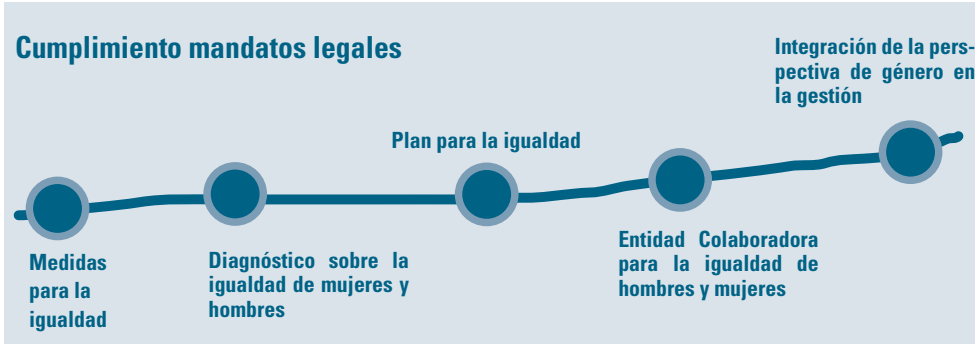 Cumplimiento mandatos legales
Integración de la pers-
pectiva de género en
la gestión
Plan para la igualdad
Medidas
para la
igualdad
Diagnóstico sobre la
igualdad de mujeres y
hombres
Entidad Colaboradora
para la igualdad de
hombres y mujeres